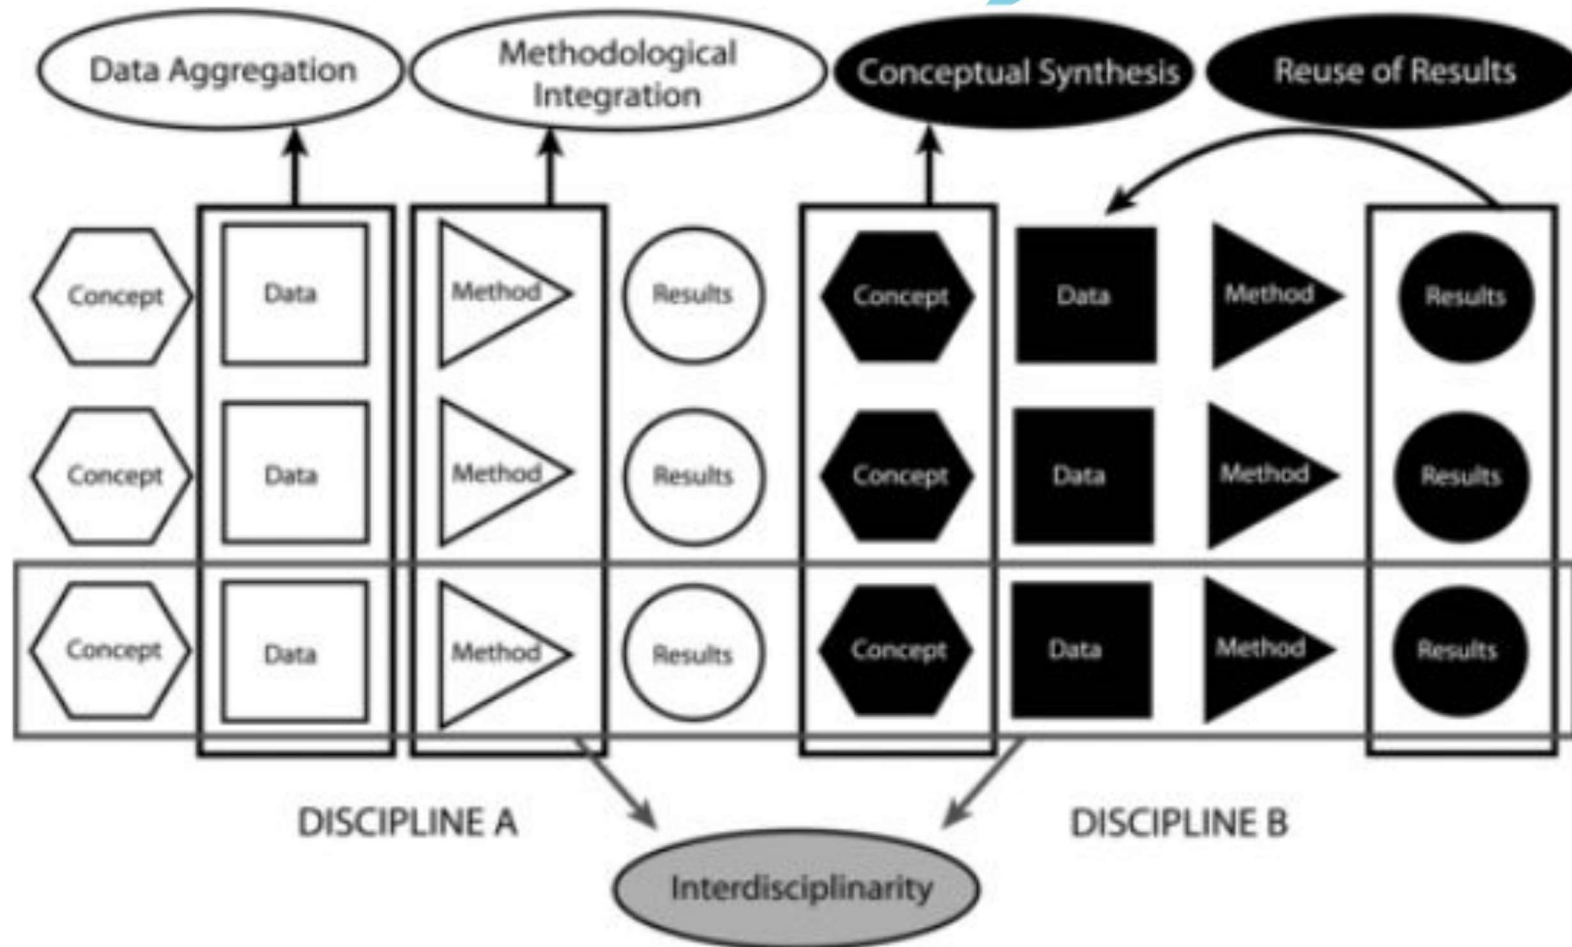 Data Aggregation
Methodological
Integration
Conceptual Synthesis
Reuse of Results
Concept Data Method Results Concept Data Method Results
Concept Data Method Results Concept Data Method Results
Concept Data Method Results Concept Data Method Results
DISCIPLINE A
DISCIPLINE B
Interdisciplinarity